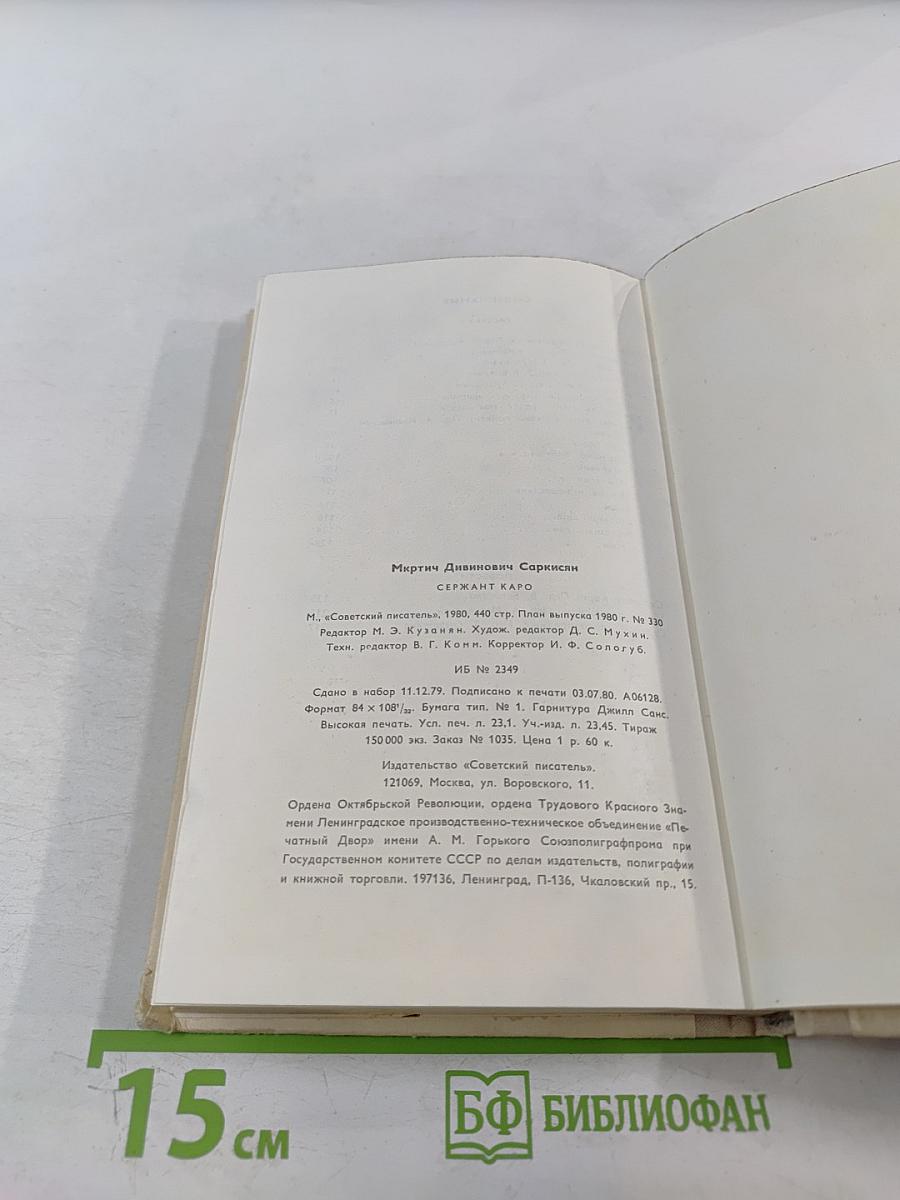 Мкртич Дивинович Саркисян
СЕРЖАНТ КАРО
М., «Советский писатель», 1980, 440 стр. План выпуска 1980 г. № 330
Редактор М. Э. Кузанян. Худож. редактор Д. С. Мухин.
Техн. редактор В. Г. Комм. Корректор И. Ф. Сологуб.
ИБ № 2349
Сдано в набор 11.12.79. Подписано к печати 03.07.80. А06128.
Формат 84 × 108¹/₃₂. Бумага тип. № 1. Гарнитура Джилл Санс.
Высокая печать. Усл. печ. л. 23,1. Уч.-изд. л. 23,45. Тираж
150 000 экз. Заказ № 1035. Цена 1 р. 60 к.
Издательство «Советский писатель».
121069, Москва, ул. Воровского, 11.
Ордена Октябрьской Революции, ордена Трудового Красного Зна-
мени Ленинградское производственно-техническое объединение «Пе-
чатный Двор» имени А. М. Горького Союзполиграфпрома при
Государственном комитете СССР по делам издательств, полиграфии
и книжной торговли. 197136, Ленинград, П-136, Чкаловский пр., 15.
15 см
БФ БИБЛИОФАН